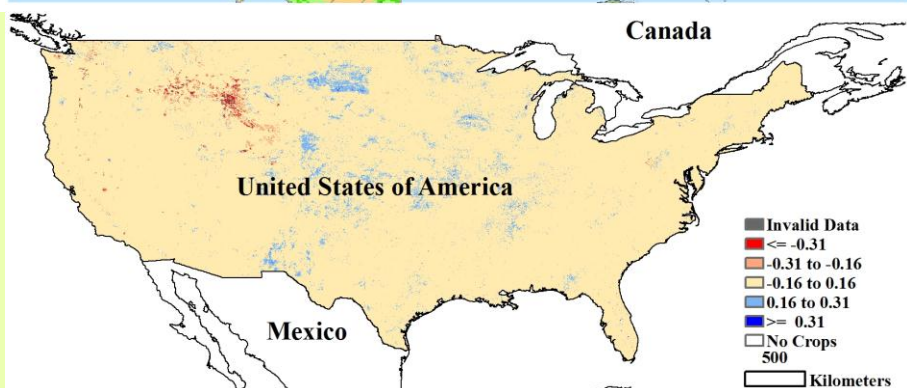 Canada
United States of America
Mexico
Invalid Data
<= -0.31
-0.31 to -0.16
-0.16 to 0.16
0.16 to 0.31
>= 0.31
No Crops
500
Kilometers